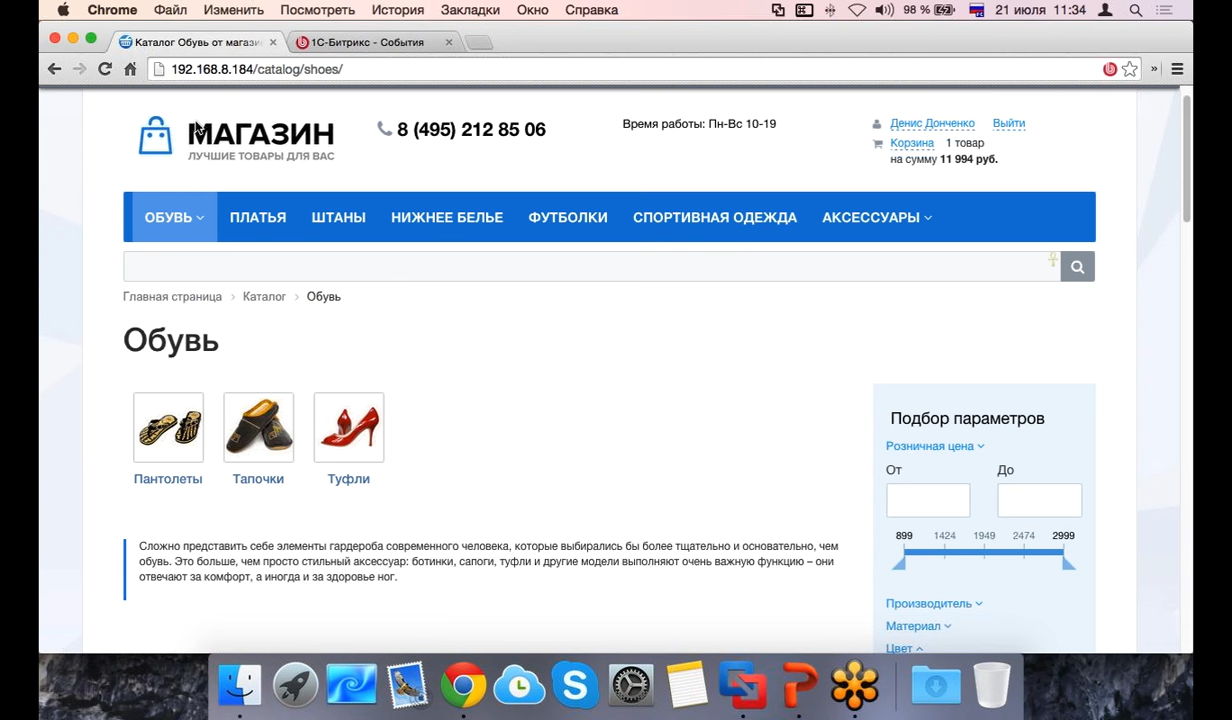 Chrome Файл Изменить Посмотреть История Закладки Окно Справка 98 % 21 июля 11:34
Каталог Обувь от магази 1С-Битрикс - События
192.168.8.184/catalog/shoes/
МАГАЗИН
ЛУЧШИЕ ТОВАРЫ ДЛЯ ВАС
8 (495) 212 85 06
Время работы: Пн-Вс 10-19
Денис Донченко Выйти
Корзина 1 товар
на сумму 11 994 руб.
ОБУВЬ ПЛАТЬЯ ШТАНЫ НИЖНЕЕ БЕЛЬЕ ФУТБОЛКИ СПОРТИВНАЯ ОДЕЖДА АКСЕССУАРЫ
Главная страница Каталог Обувь
Обувь
Пантолеты Тапочки Туфли
Сложно представить себе элементы гардероба современного человека, которые выбирались бы более тщательно и основательно, чем
обувь. Это больше, чем просто стильный аксессуар: ботинки, сапоги, туфли и другие модели выполняют очень важную функцию – они
отвечают за комфорт, а иногда и за здоровье ног.
Подбор параметров
Розничная цена
От До
899 1424 1949 2474 2999
Производитель
Материал
Цвет